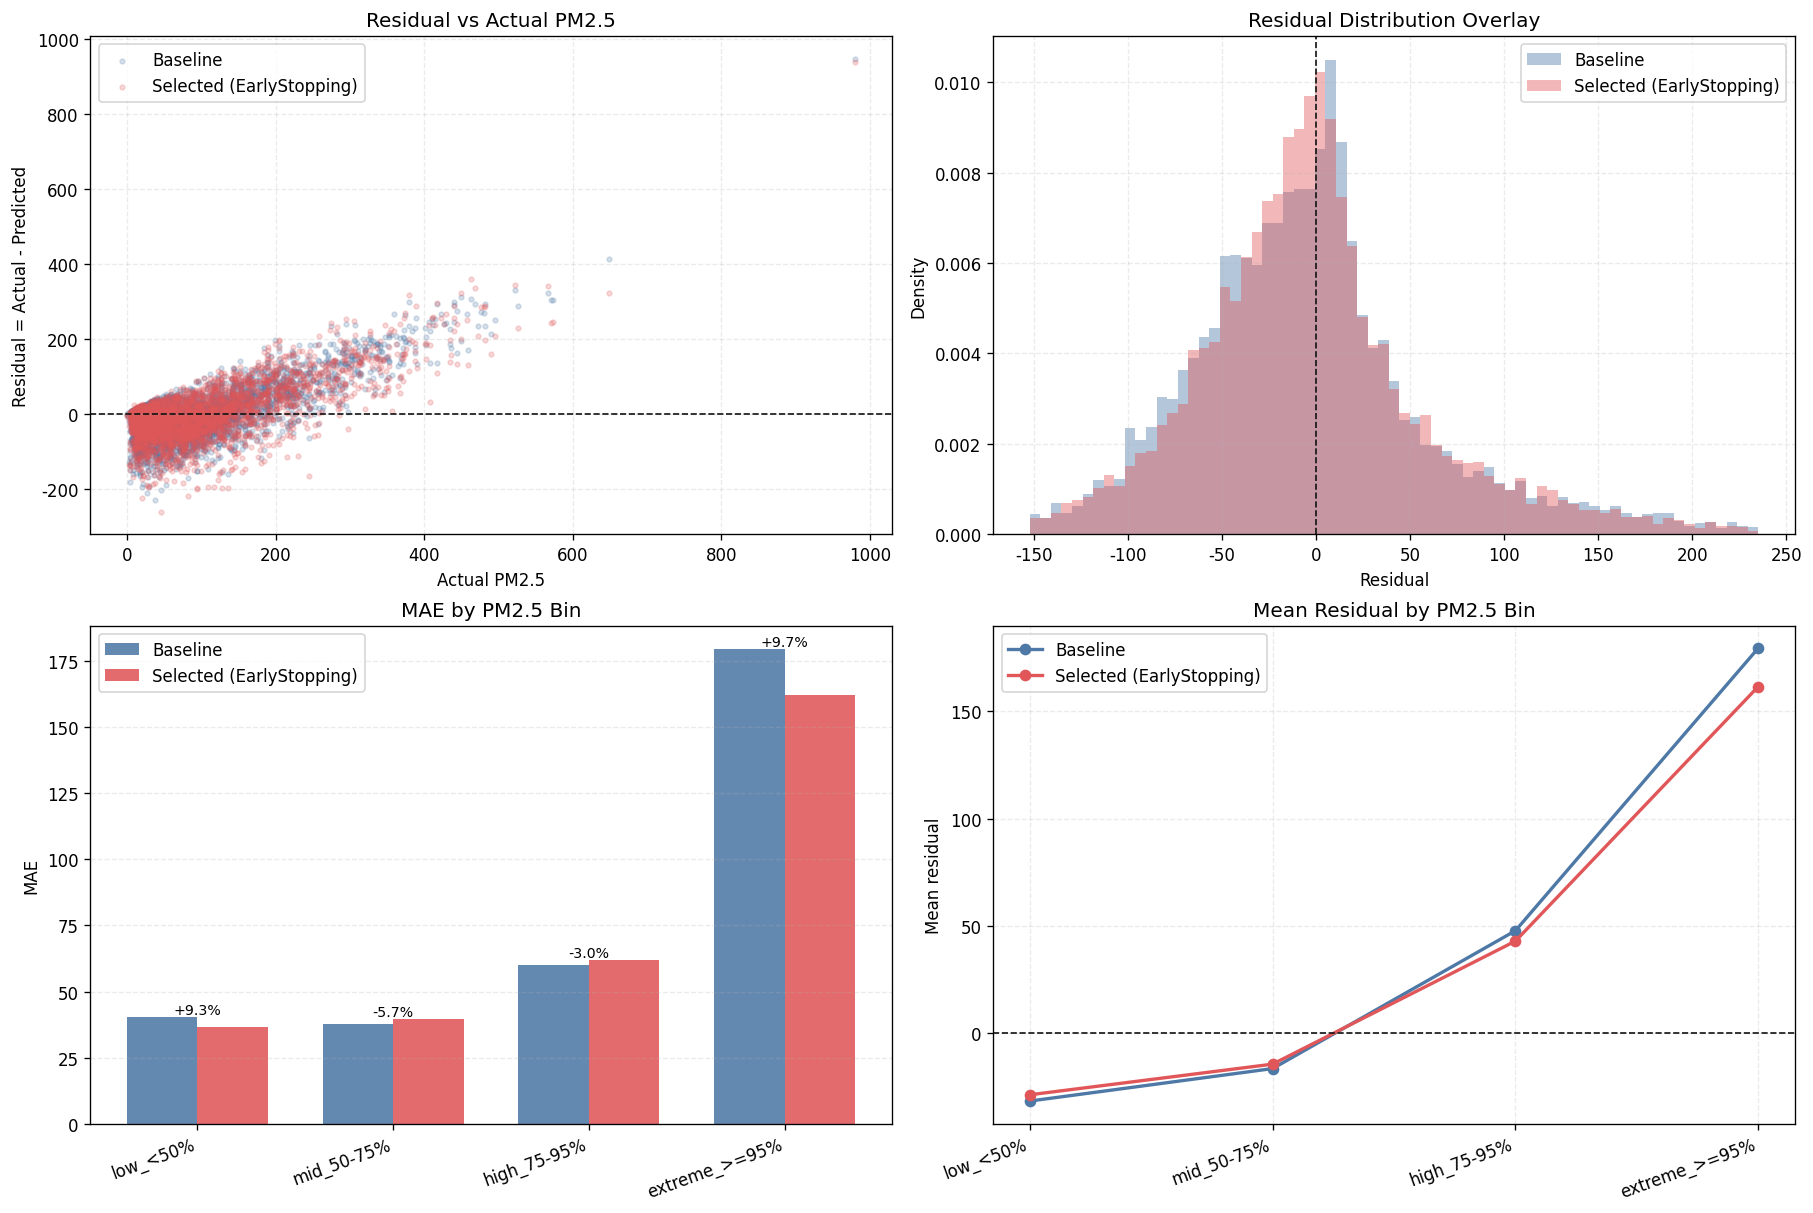 Residual vs Actual PM2.5
Residual = Actual - Predicted
1000
800
600
400
200
0
-200
Baseline
Selected (EarlyStopping)
0 200 400 600 800 1000
Actual PM2.5
Residual Distribution Overlay
Density
0.010
0.008
0.006
0.004
0.002
0.000
Baseline
Selected (EarlyStopping)
-150 -100 -50 0 50 100 150 200 250
Residual
MAE by PM2.5 Bin
MAE
175
150
125
100
75
50
25
0
Baseline
Selected (EarlyStopping)
+9.3%
-5.7%
-3.0%
+9.7%
low_<50% mid_50-75% high_75-95% extreme_>=95%
Mean Residual by PM2.5 Bin
Mean residual
150
100
50
0
Baseline
Selected (EarlyStopping)
low_<50% mid_50-75% high_75-95% extreme_>=95%